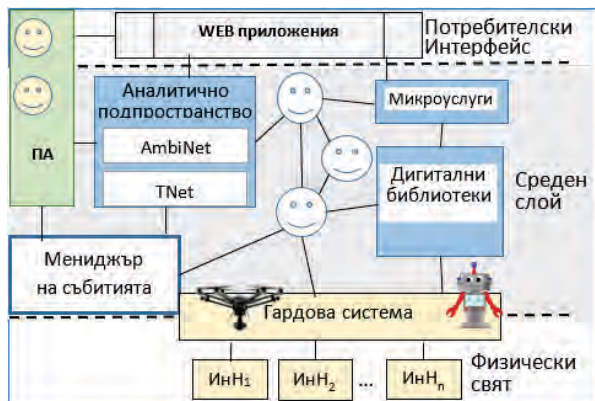 WEB приложения
Потребителски
Интерфейс
Аналитично
подпространство
AmbiNet
TNet
ПА
Микроуслуги
Дигитални
библиотеки
Среден
слой
Мениджър
на събитията
Гардова система
ИнН₁
ИнН₂
...
ИнНₙ
Физически
свят